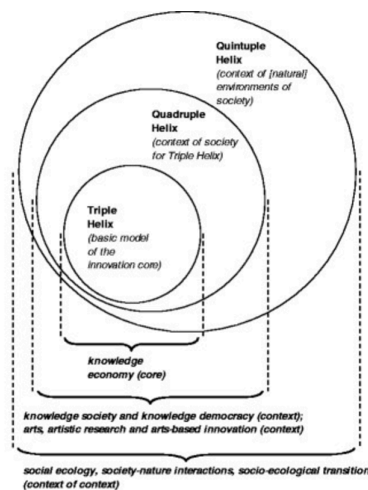 Quintuple
Helix
(context of [natural]
environments of
society)
Quadruple
Helix
(context of society
for Triple Helix)
Triple
Helix
(basic model
of the
innovation core)
knowledge
economy (core)
knowledge society and knowledge democracy (context);
arts, artistic research and arts-based innovation (context)
social ecology, society-nature interactions, socio-ecological transition
(context of context)